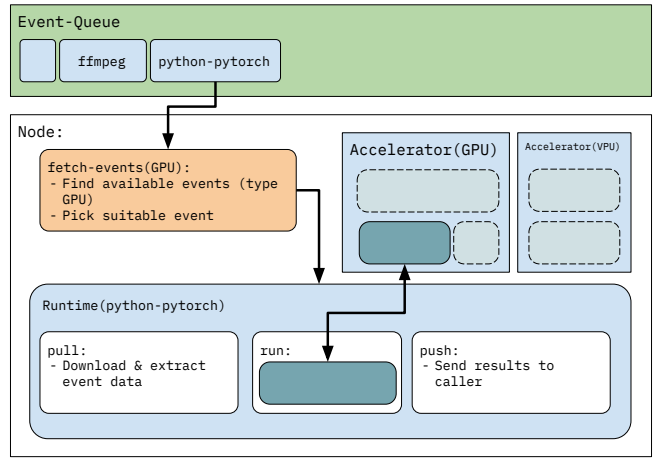 Event-Queue
ffmpeg
python-pytorch
Node:
fetch-events(GPU):
- Find available events (type
GPU)
- Pick suitable event
Accelerator(GPU)
Accelerator(VPU)
Runtime(python-pytorch)
pull:
- Download & extract
event data
run:
push:
- Send results to
caller